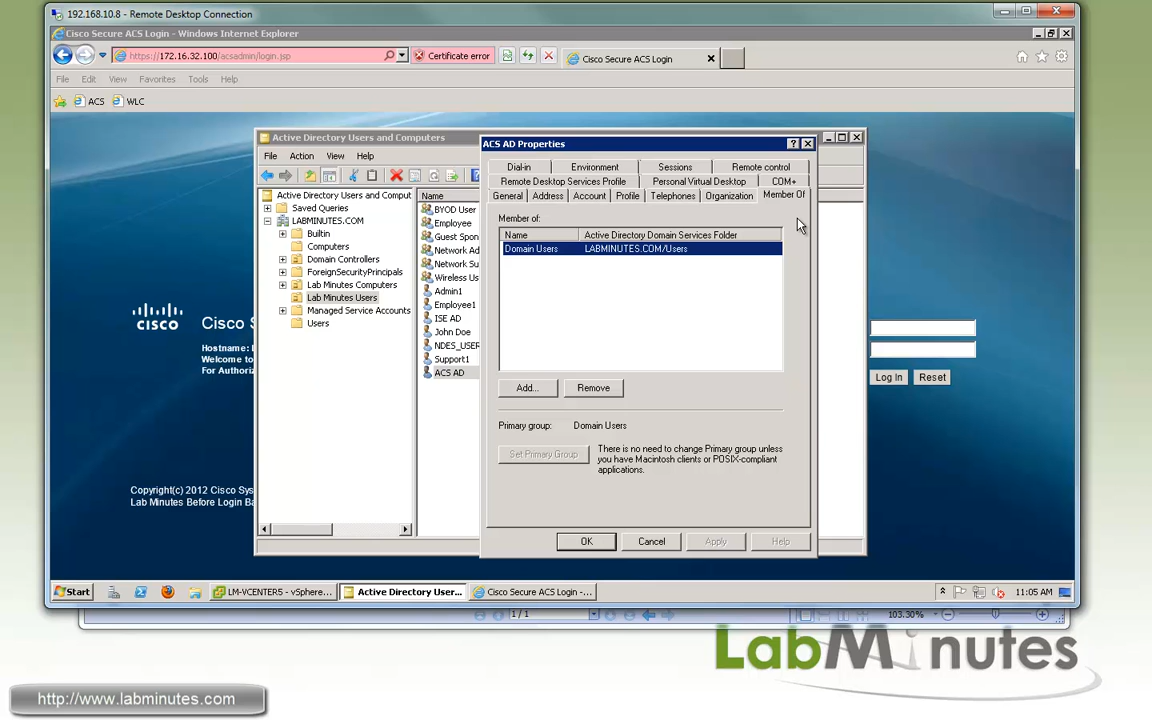 192.168.10.8 - Remote Desktop Connection
Cisco Secure ACS Login - Windows Internet Explorer
https://172.16.32.100/acsadmin/login.jsp
Certificate error
Cisco Secure ACS Login
File Edit View Favorites Tools Help
ACS WLC
Active Directory Users and Computers
File Action View Help
Active Directory Users and Comput
Saved Queries
LABMINUTES.COM
Builtin
Computers
Domain Controllers
ForeignSecurityPrincipals
Lab Minutes Computers
Lab Minutes Users
Managed Service Accounts
Users
Name
BYOD User
Employee
Guest Spon
Network Ad
Network Su
Wireless Us
Admin1
Employee1
ISE AD
John Doe
NDES_USER
Support1
ACS AD
ACS AD Properties
Dial-in Environment Sessions Remote control
Remote Desktop Services Profile Personal Virtual Desktop COM+
General Address Account Profile Telephones Organization Member Of
Member of:
Name Active Directory Domain Services Folder
Domain Users LABMINUTES.COM/Users
Add... Remove
Primary group: Domain Users
Set Primary Group
There is no need to change Primary group unless
you have Macintosh clients or POSIX-compliant
applications.
OK Cancel Apply Help
CISCO
Cisco S
Hostname:
Welcome to
For Authoriz
Log In Reset
Copyright(c) 2012 Cisco Sys
Lab Minutes Before Login Ba
Start
LM-VCENTER5 - vSphere...
Active Directory User...
Cisco Secure ACS Login -...
11:05 AM
1 / 1
103.30%
LabMinutes
http://www.labminutes.com